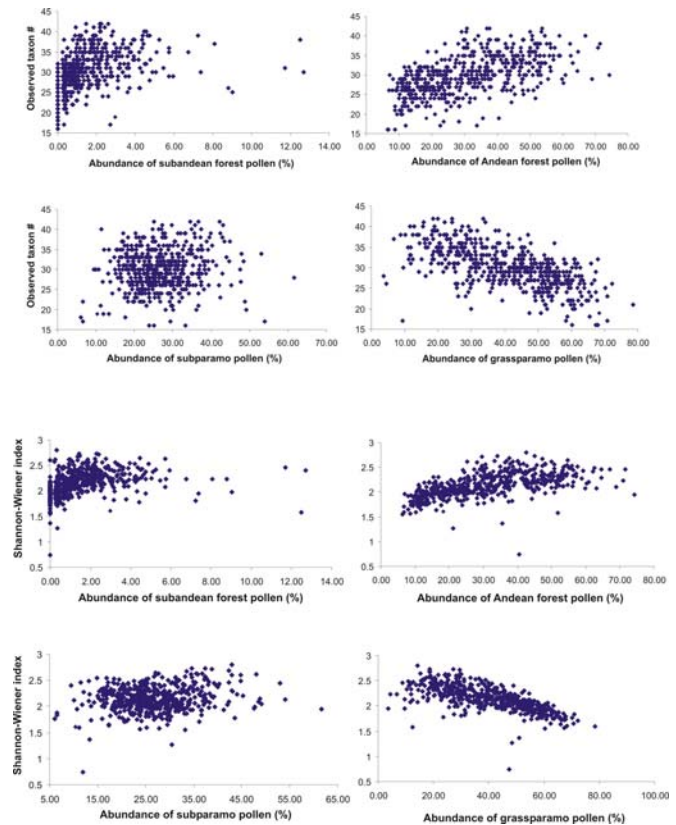 Observed taxon #
45
40
35
30
25
20
15
0.00 2.00 4.00 6.00 8.00 10.00 12.00 14.00
Abundance of subandean forest pollen (%)
45
40
35
30
25
20
15
0.00 10.00 20.00 30.00 40.00 50.00 60.00 70.00 80.00
Abundance of Andean forest pollen (%)
Observed taxon #
45
40
35
30
25
20
15
0.00 10.00 20.00 30.00 40.00 50.00 60.00 70.00
Abundance of subparamo pollen (%)
45
40
35
30
25
20
15
0.00 10.00 20.00 30.00 40.00 50.00 60.00 70.00 80.00
Abundance of grassparamo pollen (%)
Shannon-Wiener index
3
2.5
2
1.5
1
0.5
0.00 2.00 4.00 6.00 8.00 10.00 12.00 14.00
Abundance of subandean forest pollen (%)
3
2.5
2
1.5
1
0.5
0.00 10.00 20.00 30.00 40.00 50.00 60.00 70.00 80.00
Abundance of Andean forest pollen (%)
Shannon-Wiener index
3
2.5
2
1.5
1
0.5
5.00 15.00 25.00 35.00 45.00 55.00 65.00
Abundance of subparamo pollen (%)
3
2.5
2
1.5
1
0.5
0.00 20.00 40.00 60.00 80.00 100.00
Abundance of grassparamo pollen (%)